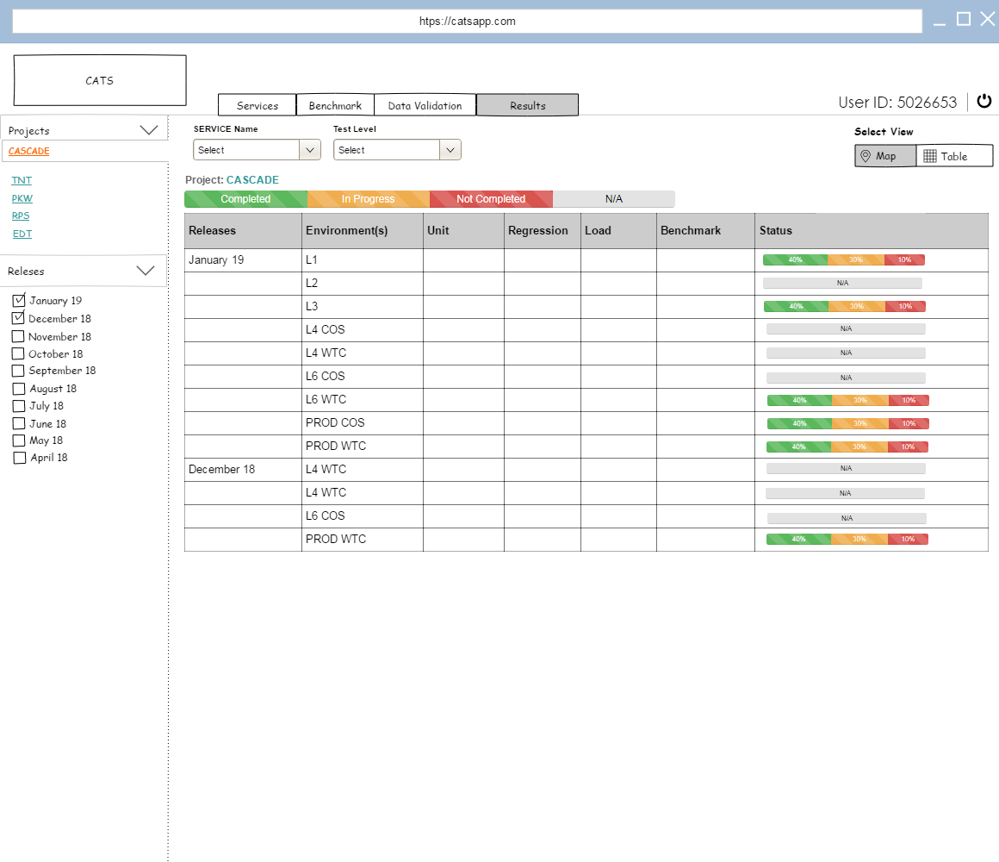 htps://catsapp.com
CATS
Services Benchmark Data Validation Results
User ID: 5026653
Projects
CASCADE
TNT
PKW
RPS
EDT
Releses
January 19
December 18
November 18
October 18
September 18
August 18
July 18
June 18
May 18
April 18
SERVICE Name Test Level
Select Select
Select View
Map Table
Project: CASCADE
Completed In Progress Not Completed N/A
Releases Environment(s) Unit Regression Load Benchmark Status
January 19 L1 40% 30% 10%
L2 N/A
L3 40% 30% 10%
L4 COS N/A
L4 WTC N/A
L6 COS N/A
L6 WTC 40% 30% 10%
PROD COS 40% 30% 10%
PROD WTC 40% 30% 10%
December 18 L4 WTC N/A
L4 WTC N/A
L6 COS N/A
PROD WTC 40% 30% 10%